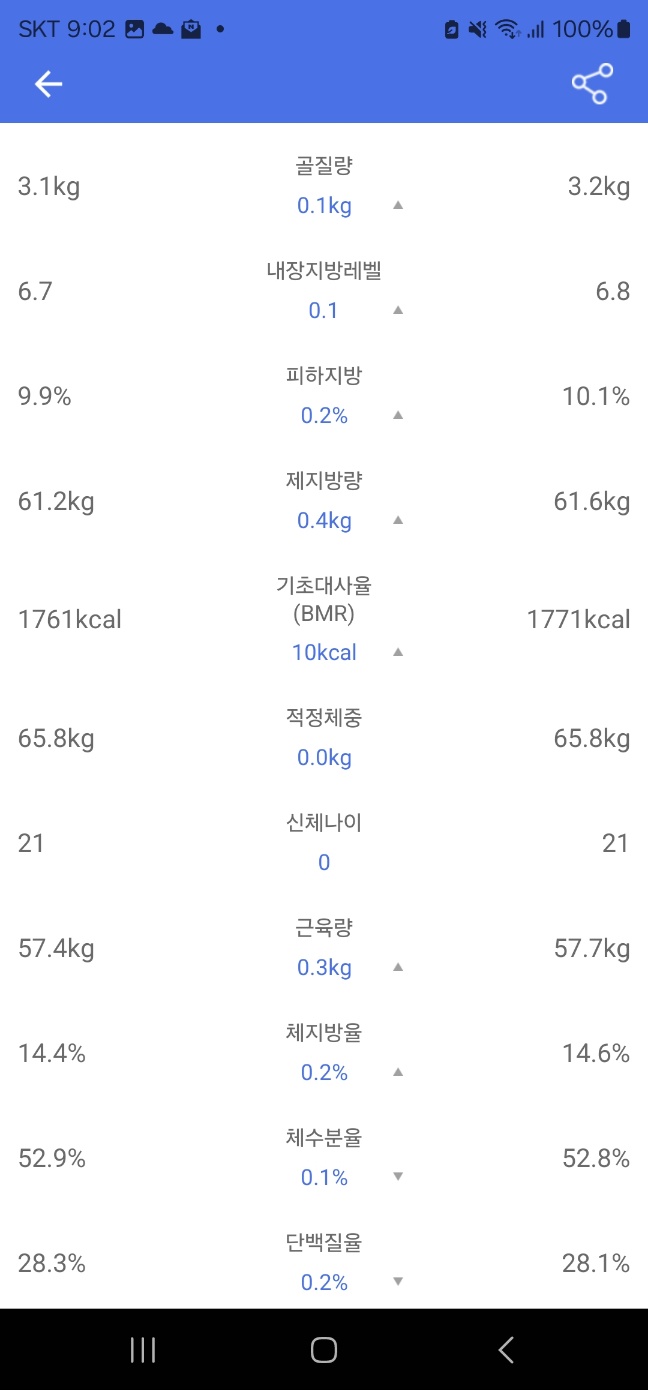 SKT 9:02 100%
골질량
3.1kg 3.2kg
0.1kg ▲
내장지방레벨
6.7 6.8
0.1 ▲
피하지방
9.9% 10.1%
0.2% ▲
제지방량
61.2kg 61.6kg
0.4kg ▲
기초대사율
(BMR)
1761kcal 1771kcal
10kcal ▲
적정체중
65.8kg 65.8kg
0.0kg
신체나이
21 21
0
근육량
57.4kg 57.7kg
0.3kg ▲
체지방율
14.4% 14.6%
0.2% ▲
체수분율
52.9% 52.8%
0.1% ▼
단백질율
28.3% 28.1%
0.2% ▼